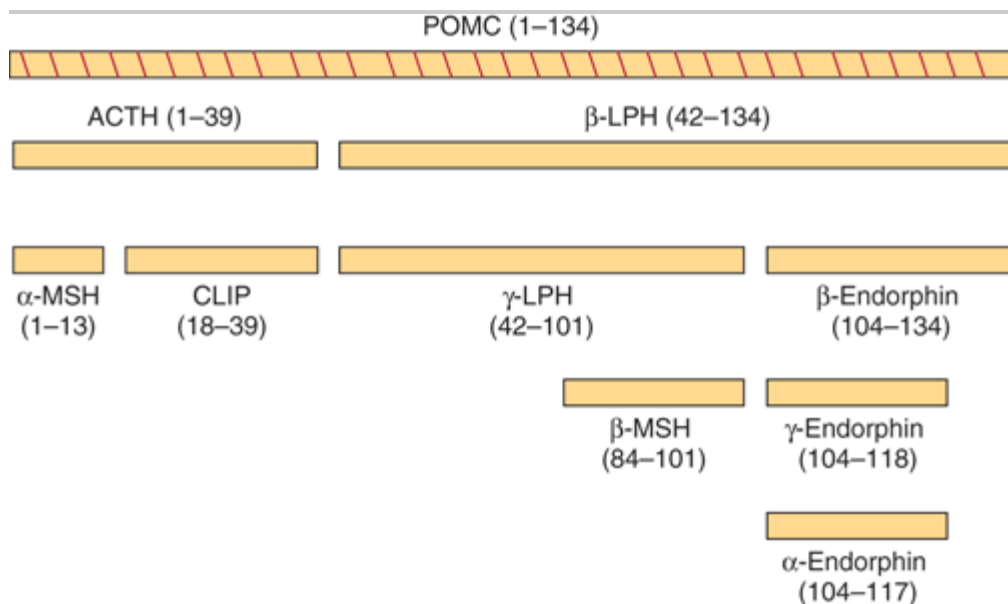 POMC (1–134)
ACTH (1–39)
β-LPH (42–134)
α-MSH
(1–13)
CLIP
(18–39)
γ-LPH
(42–101)
β-Endorphin
(104–134)
β-MSH
(84–101)
γ-Endorphin
(104–118)
α-Endorphin
(104–117)